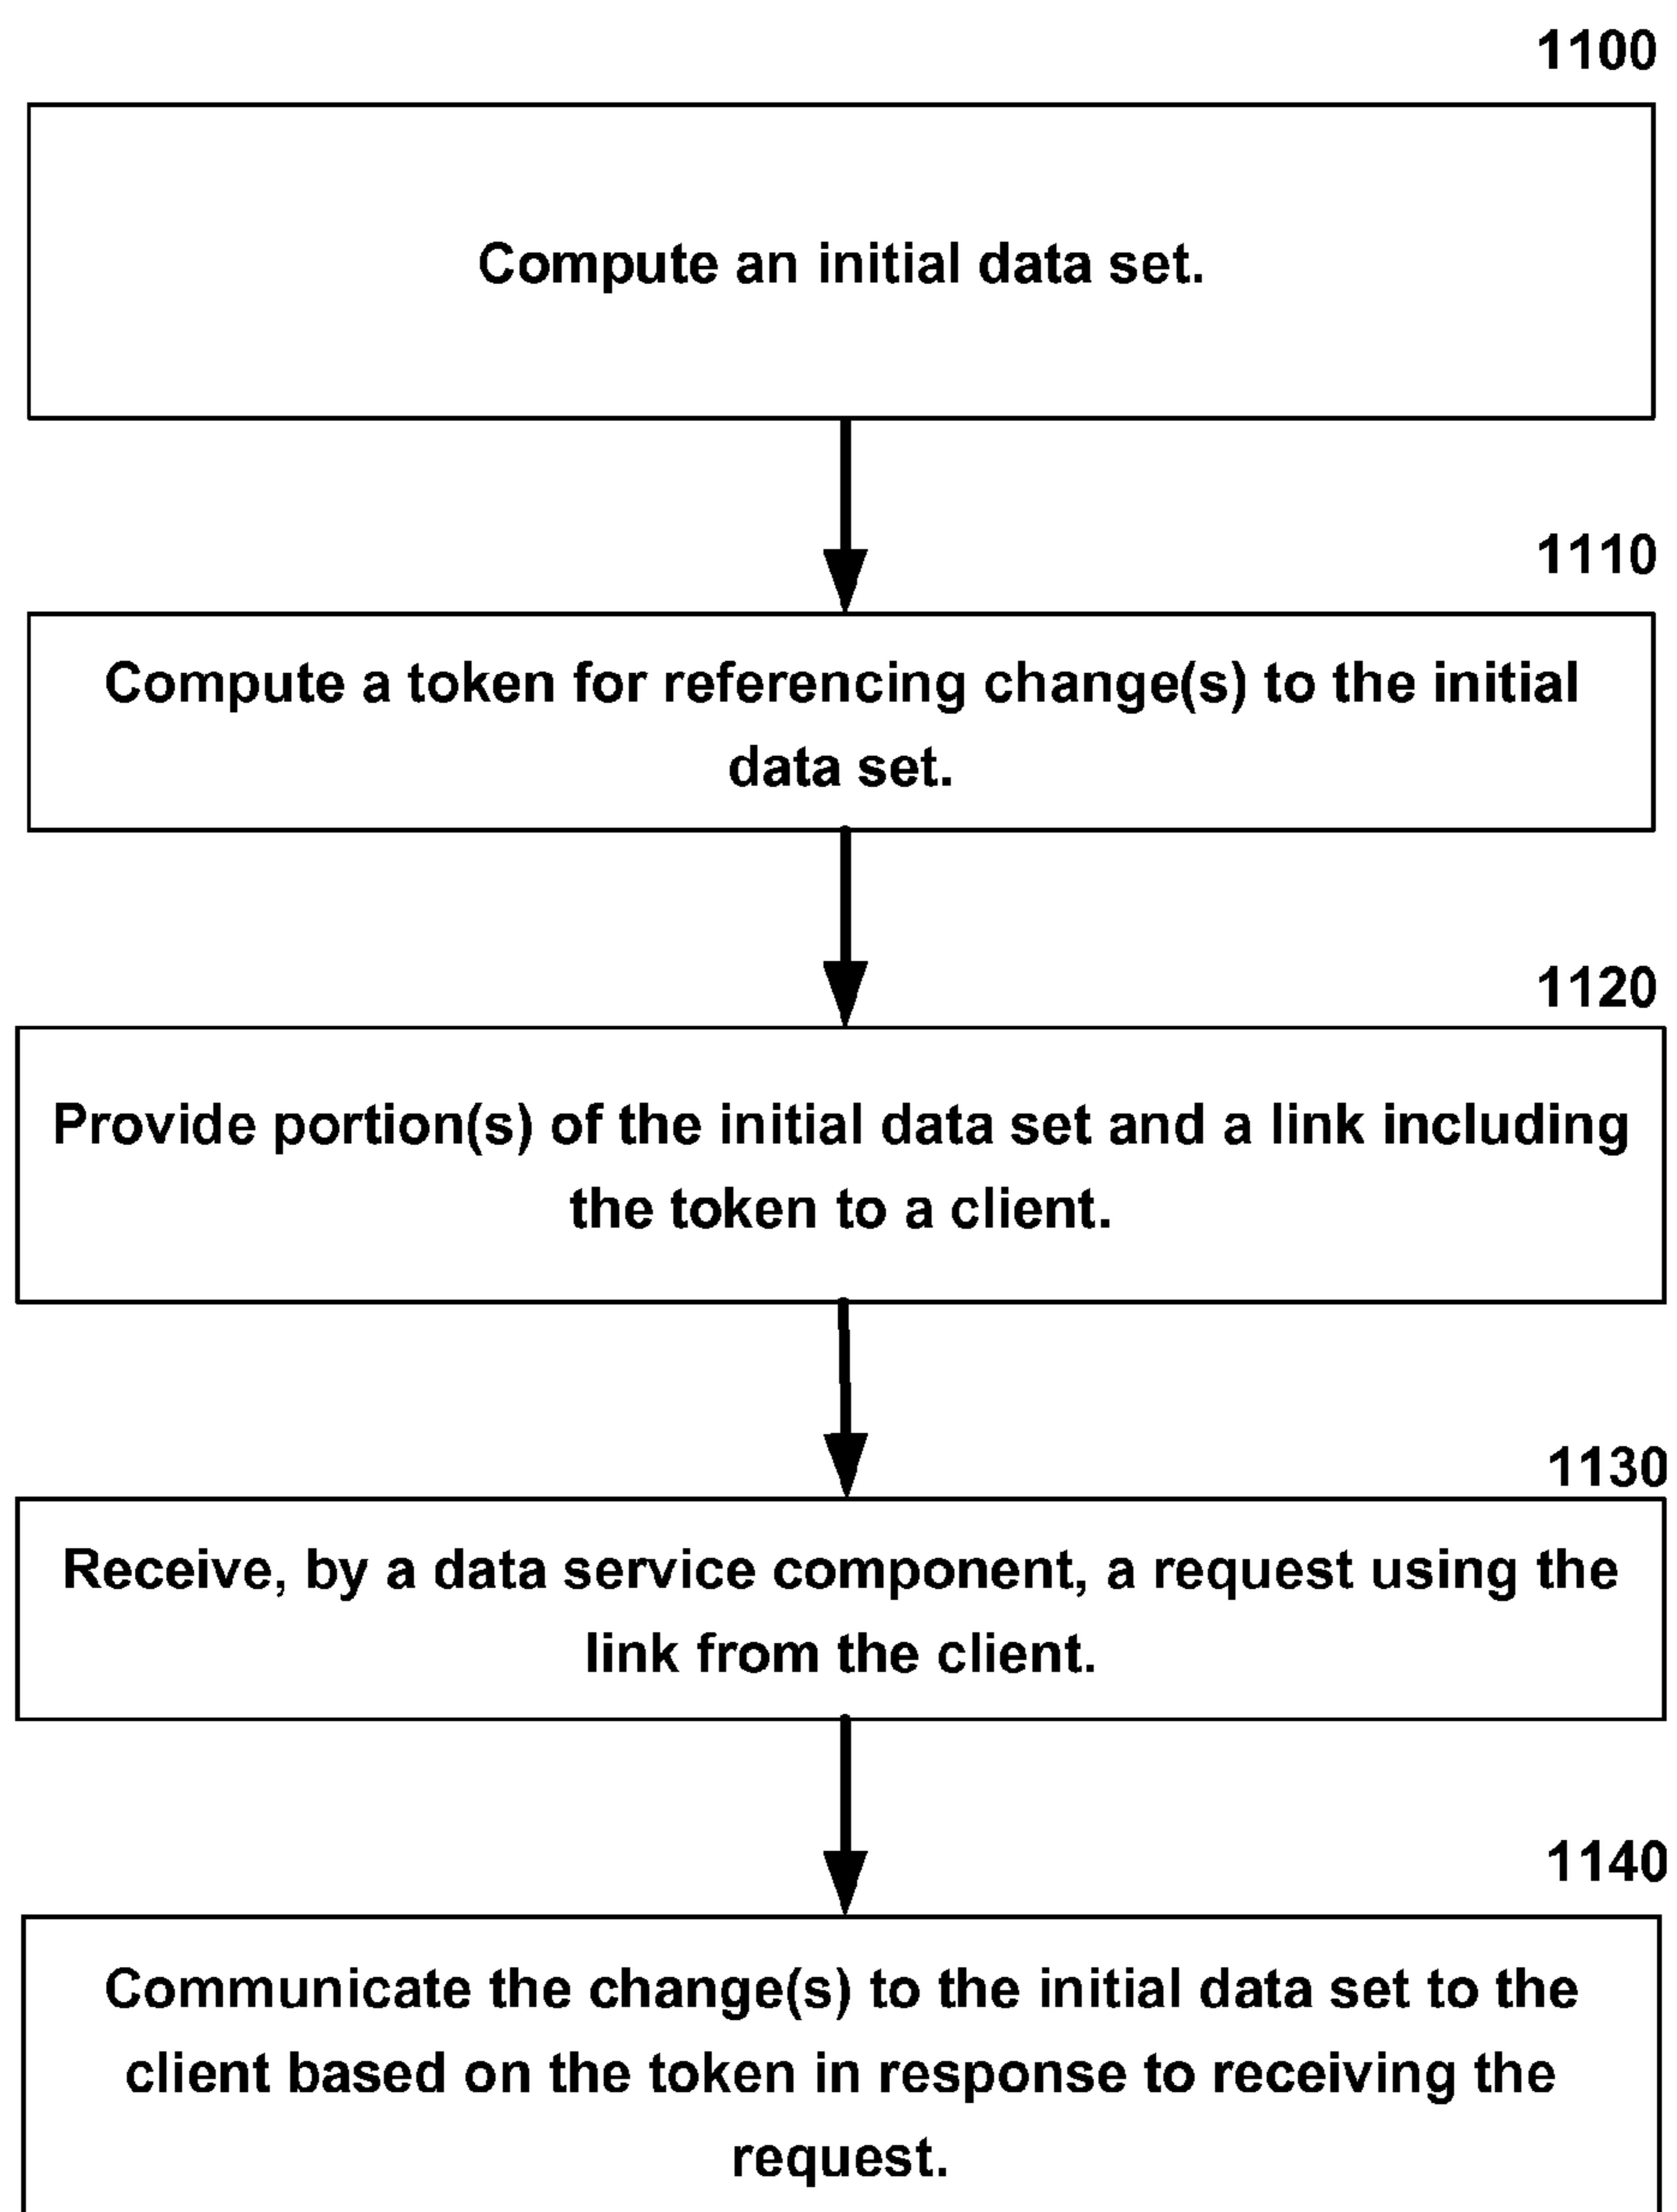 1100
Compute an initial data set.
1110
Compute a token for referencing change(s) to the initial
data set.
1120
Provide portion(s) of the initial data set and a link including
the token to a client.
1130
Receive, by a data service component, a request using the
link from the client.
1140
Communicate the change(s) to the initial data set to the
client based on the token in response to receiving the
request.